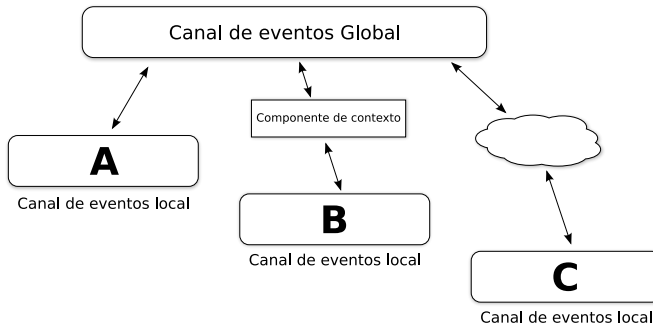 Canal de eventos Global
Componente de contexto
A
Canal de eventos local
B
Canal de eventos local
C
Canal de eventos local